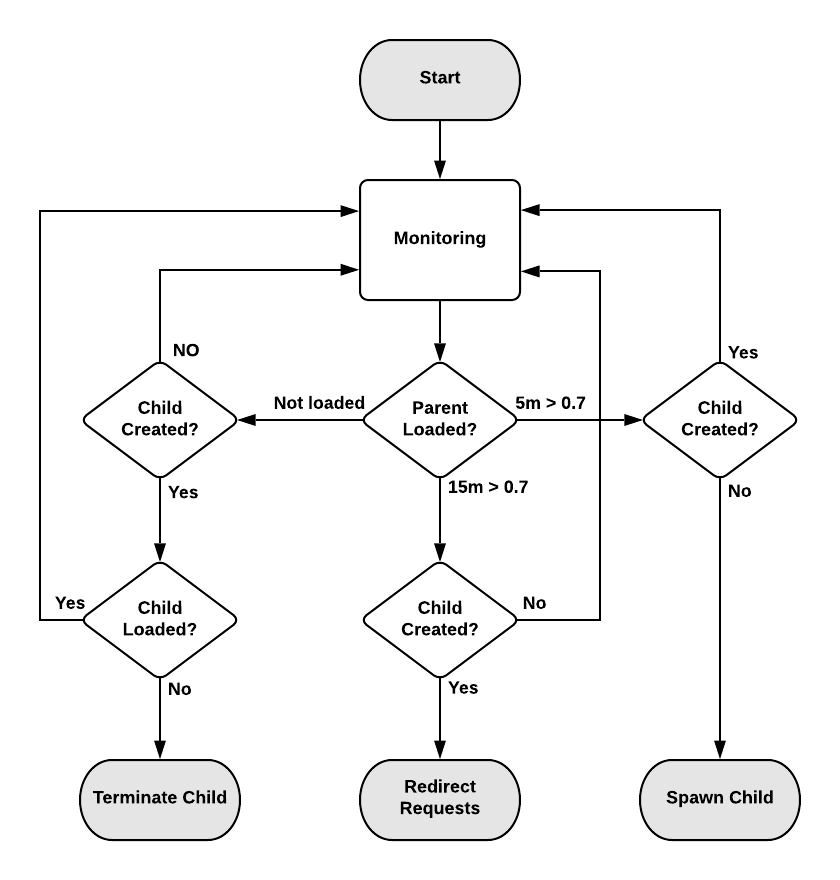 Start
Monitoring
NO
Yes
Child
Created?
Not loaded
Parent
Loaded?
5m > 0.7
Child
Created?
Yes
15m > 0.7
No
Yes
Child
Loaded?
Child
Created?
No
No
Yes
Terminate Child
Redirect
Requests
Spawn Child